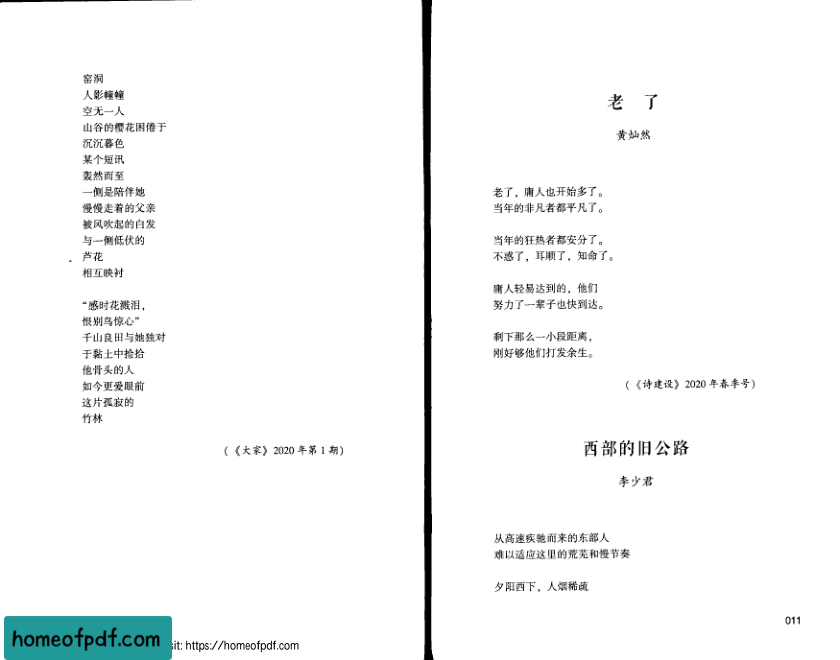 窑洞
人影幢幢
空无一人
山谷的樱花困倦于
沉沉暮色
某个短讯
轰然而至
一侧是陪伴她
慢慢走着的父亲
被风吹起的白发
与一侧低伏的
芦花
相互映衬
“感时花溅泪，
恨别鸟惊心”
千山良田与她独对
于黏土中捡拾
他骨头的人
如今更爱眼前
这片孤寂的
竹林
（《大家》2020 年第 1 期）
老 了
黄灿然
老了，庸人也开始多了。
当年的非凡者都平凡了。
当年的狂热者都安分了。
不惑了，耳顺了，知命了。
庸人轻易达到的，他们
努力了一辈子也快到达。
剩下那么一小段距离，
刚好够他们打发余生。
（《诗建设》2020 年春季号）
西部的旧公路
李少君
从高速疾驰而来的东部人
难以适应这里的荒芜和慢节奏
夕阳西下，人烟稀疏
011
homeofpdf.com
sit: https://homeofpdf.com